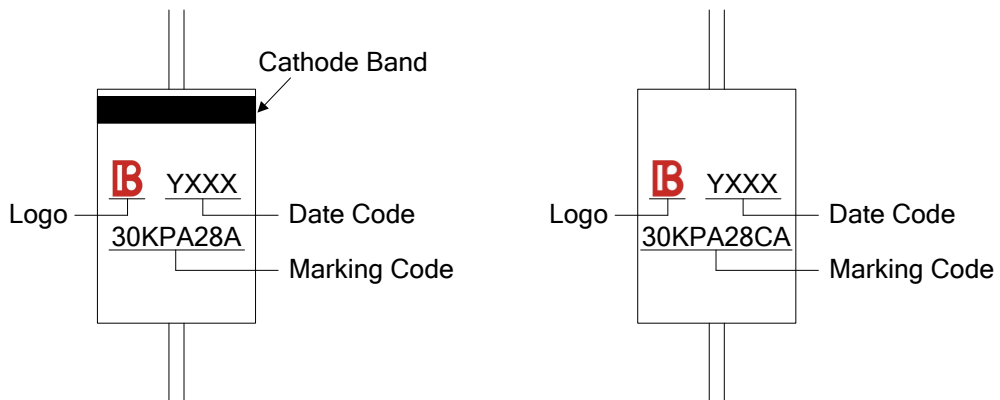 Cathode Band
B YXXX
Logo Date Code
30KPA28A
Marking Code
B YXXX
Logo Date Code
30KPA28CA
Marking Code